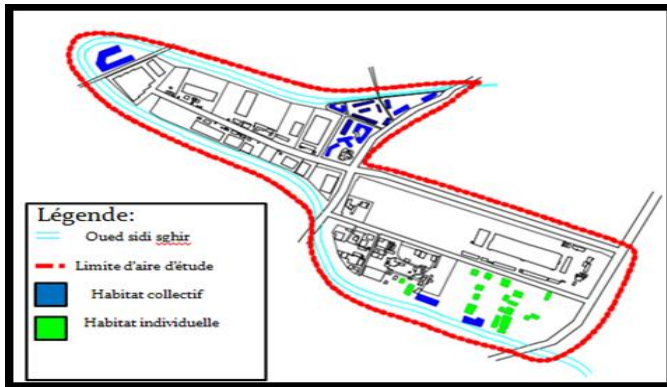 Légende:
Oued sidi sghir
Limite d'aire d'étude
Habitat collectif
Habitat individuelle